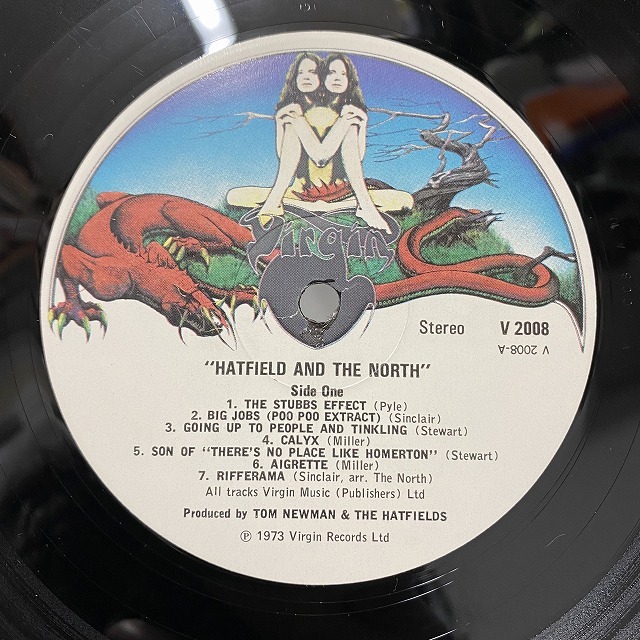 Virgin
Stereo V 2008
V 2008-A
"HATFIELD AND THE NORTH"
Side One
1. THE STUBBS EFFECT (Pyle)
2. BIG JOBS (POO POO EXTRACT) (Sinclair)
3. GOING UP TO PEOPLE AND TINKLING (Stewart)
4. CALYX (Miller)
5. SON OF "THERE'S NO PLACE LIKE HOMERTON" (Stewart)
6. AIGRETTE (Miller)
7. RIFFERAMA (Sinclair, arr. The North)
All tracks Virgin Music (Publishers) Ltd
Produced by TOM NEWMAN & THE HATFIELDS
℗ 1973 Virgin Records Ltd